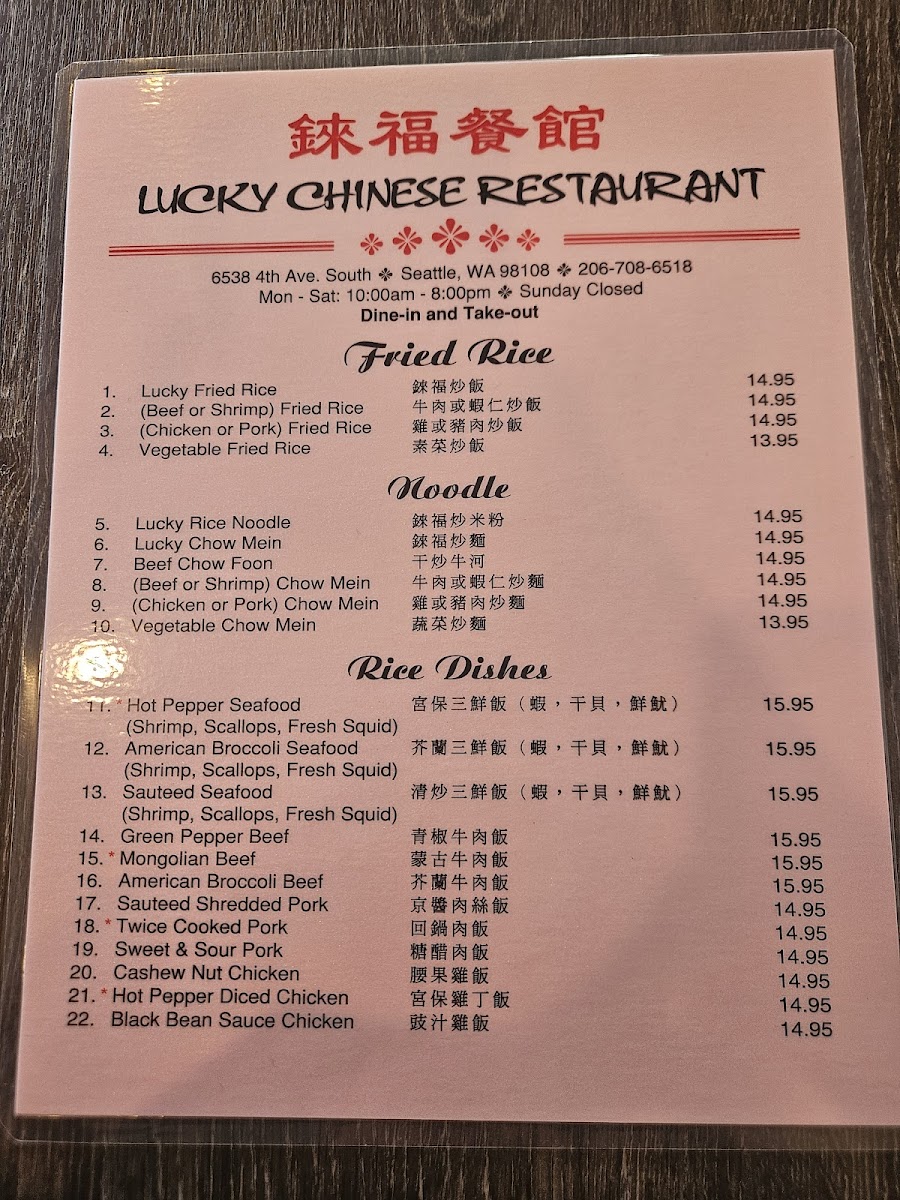 錸福餐館
LUCKY CHINESE RESTAURANT
6538 4th Ave. South ✤ Seattle, WA 98108 ✤ 206-708-6518
Mon - Sat: 10:00am - 8:00pm ✤ Sunday Closed
Dine-in and Take-out
Fried Rice
1. Lucky Fried Rice 錸福炒飯 14.95
2. (Beef or Shrimp) Fried Rice 牛肉或蝦仁炒飯 14.95
3. (Chicken or Pork) Fried Rice 雞或豬肉炒飯 14.95
4. Vegetable Fried Rice 素菜炒飯 13.95
Noodle
5. Lucky Rice Noodle 錸福炒米粉 14.95
6. Lucky Chow Mein 錸福炒麵 14.95
7. Beef Chow Foon 干炒牛河 14.95
8. (Beef or Shrimp) Chow Mein 牛肉或蝦仁炒麵 14.95
9. (Chicken or Pork) Chow Mein 雞或豬肉炒麵 14.95
10. Vegetable Chow Mein 蔬菜炒麵 13.95
Rice Dishes
11. * Hot Pepper Seafood 宮保三鮮飯（蝦，干貝，鮮魷） 15.95
(Shrimp, Scallops, Fresh Squid)
12. American Broccoli Seafood 芥蘭三鮮飯（蝦，干貝，鮮魷） 15.95
(Shrimp, Scallops, Fresh Squid)
13. Sauteed Seafood 清炒三鮮飯（蝦，干貝，鮮魷） 15.95
(Shrimp, Scallops, Fresh Squid)
14. Green Pepper Beef 青椒牛肉飯 15.95
15. * Mongolian Beef 蒙古牛肉飯 15.95
16. American Broccoli Beef 芥蘭牛肉飯 15.95
17. Sauteed Shredded Pork 京醬肉絲飯 14.95
18. * Twice Cooked Pork 回鍋肉飯 14.95
19. Sweet & Sour Pork 糖醋肉飯 14.95
20. Cashew Nut Chicken 腰果雞飯 14.95
21. * Hot Pepper Diced Chicken 宮保雞丁飯 14.95
22. Black Bean Sauce Chicken 豉汁雞飯 14.95